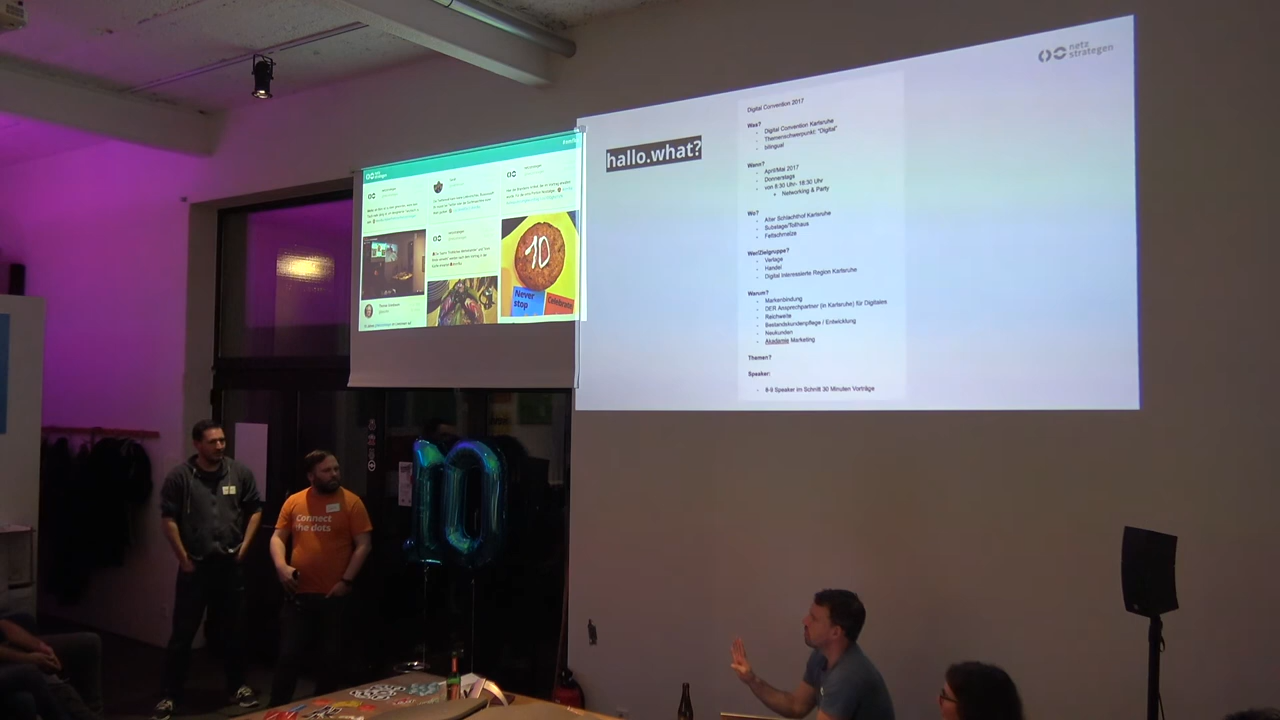 netz
strategen
hallo.what?
Digital Convention 2017
Was?
- Digital Convention Karlsruhe
- Themenschwerpunkt: "Digital"
- bilingual
Wann?
- April/Mai 2017
- Donnerstags
- von 8:30 Uhr- 18:30 Uhr
Networking & Party
Wo?
- Alter Schlachthof Karlsruhe
- Substage/Tollhaus
- Fettschmelze
Wer/Zielgruppe?
- Verlage
- Handel
- Digital Interessierte Region Karlsruhe
Warum?
- Markenbindung
- DER Ansprechpartner (in Karlsruhe) für Digitales
- Reichweite
- Bestandskundenpflege / Entwicklung
- Neukunden
- Akademie Marketing
Themen?
Speaker:
- 8-9 Speaker im Schnitt 30 Minuten Vorträge
10
Never
stop
Celebrate
Connect
the dots
10